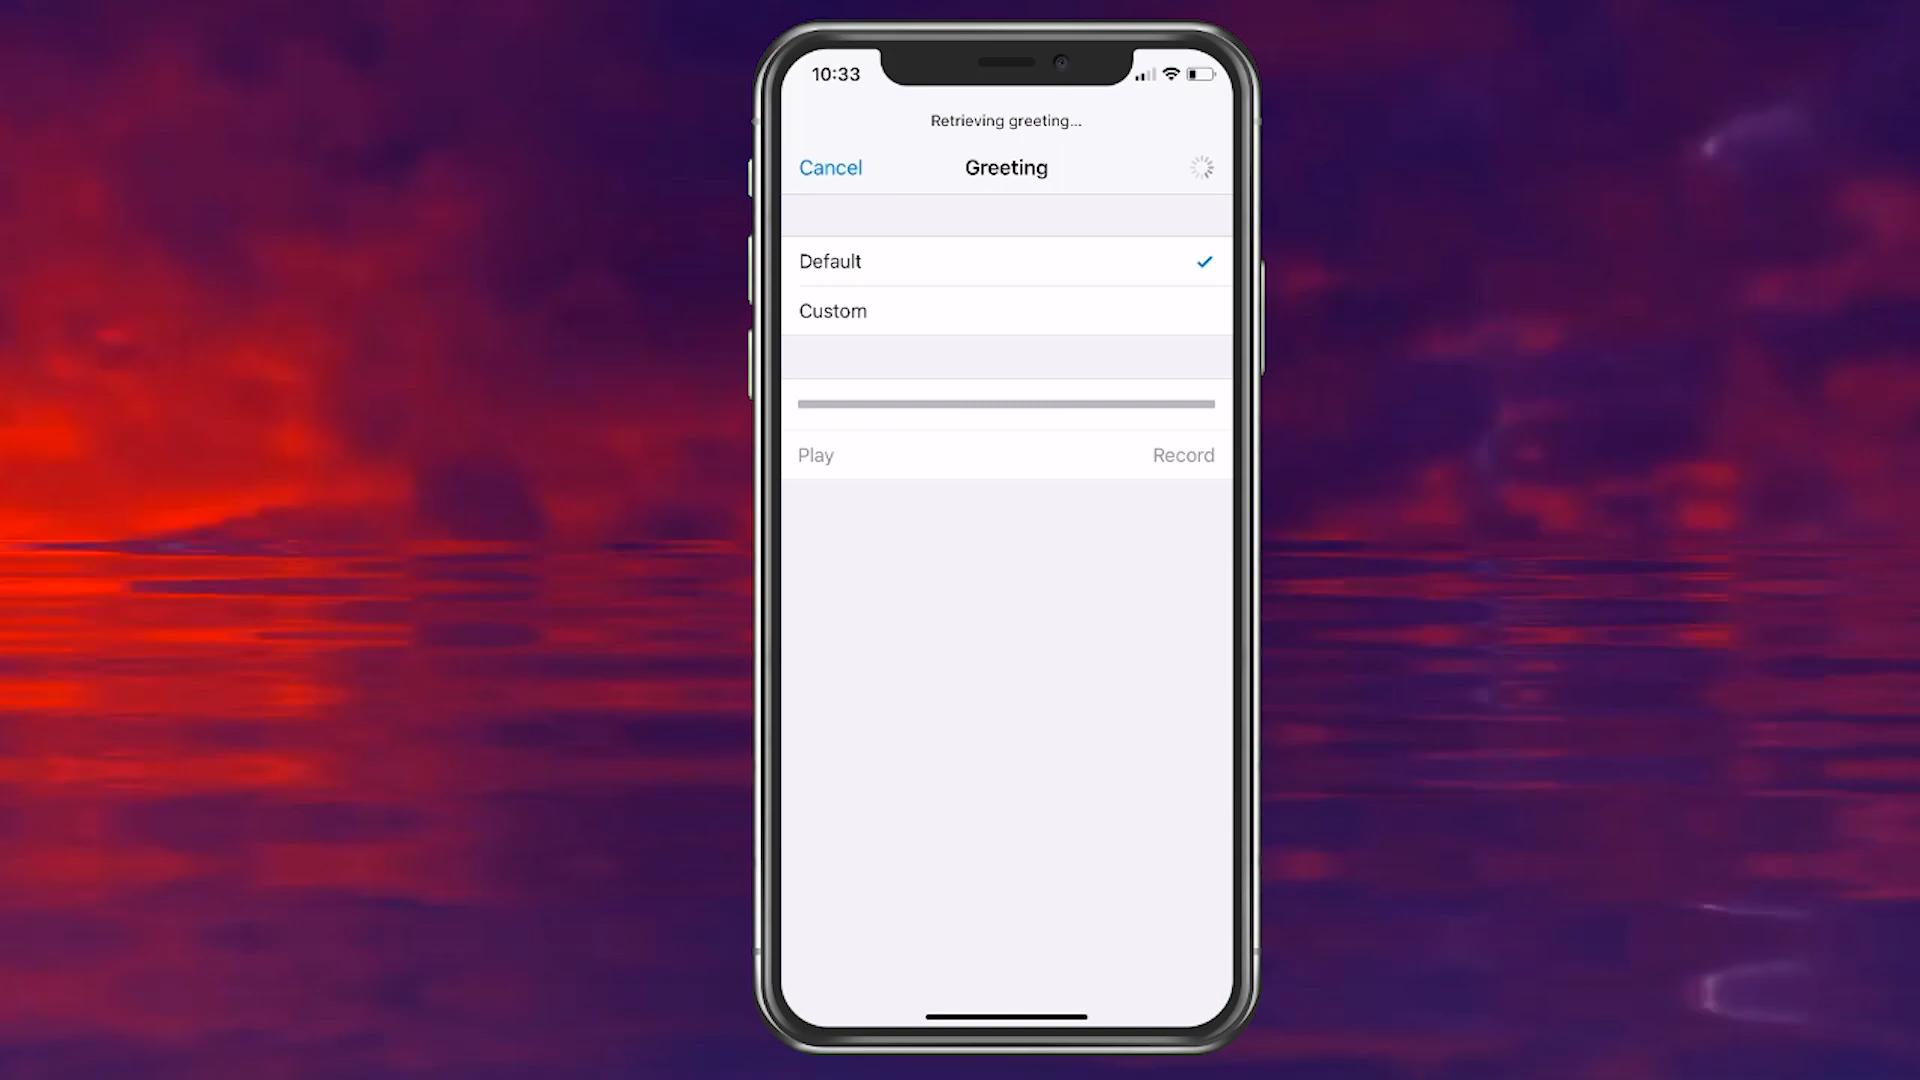 10:33
Retrieving greeting...
Cancel Greeting
Default
Custom
Play Record